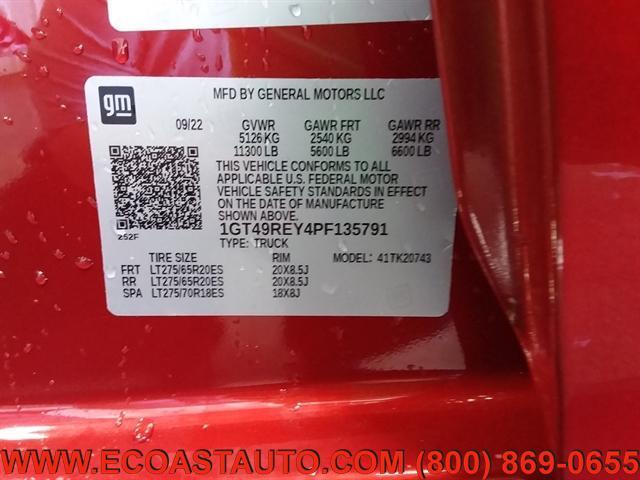 gm
MFD BY GENERAL MOTORS LLC
09/22 GVWR GAWR FRT GAWR RR
5126 KG 2540 KG 2994 KG
11300 LB 5600 LB 6600 LB
THIS VEHICLE CONFORMS TO ALL
APPLICABLE U.S. FEDERAL MOTOR
VEHICLE SAFETY STANDARDS IN EFFECT
ON THE DATE OF MANUFACTURE
SHOWN ABOVE.
1GT49REY4PF135791
252F
TYPE: TRUCK
TIRE SIZE RIM MODEL: 41TK20743
FRT LT275/65R20ES 20X8.5J
RR LT275/65R20ES 20X8.5J
SPA LT275/70R18ES 18X8J
WWW.ECOASTAUTO.COM (800) 869-0655